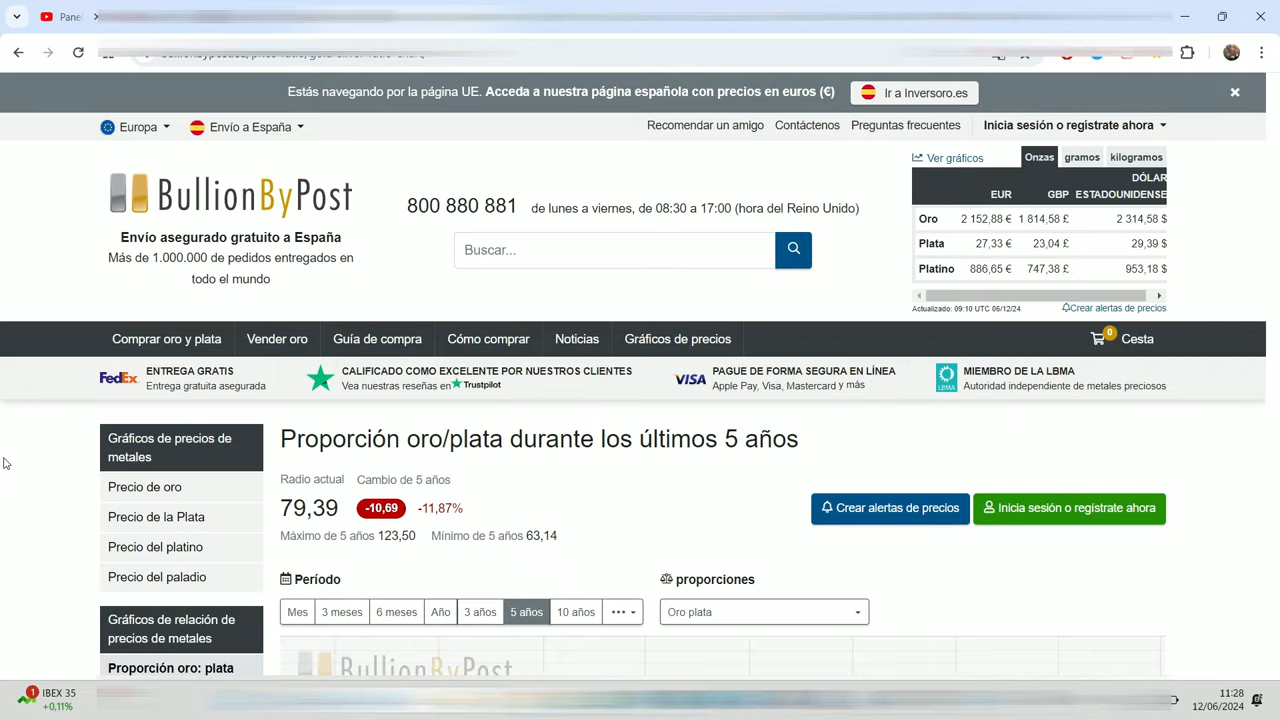 Pane
Estás navegando por la página UE. Acceda a nuestra página española con precios en euros (€)
Ir a Inversoro.es
Europa
Envío a España
Recomendar un amigo
Contáctenos
Preguntas frecuentes
Inicia sesión o registrate ahora
BullionByPost
Envío asegurado gratuito a España
Más de 1.000.000 de pedidos entregados en
todo el mundo
800 880 881
de lunes a viernes, de 08:30 a 17:00 (hora del Reino Unido)
Buscar...
Ver gráficos
Onzas
gramos
kilogramos
DÓLAR
EUR GBP ESTADOUNIDENSE
Oro 2 152,88 € 1 814,58 £ 2 314,58 $
Plata 27,33 € 23,04 £ 29,39 $
Platino 886,65 € 747,38 £ 953,18 $
Actualizado: 09:10 UTC 06/12/24
Crear alertas de precios
Comprar oro y plata
Vender oro
Guía de compra
Cómo comprar
Noticias
Gráficos de precios
0
Cesta
FedEx
ENTREGA GRATIS
Entrega gratuita asegurada
CALIFICADO COMO EXCELENTE POR NUESTROS CLIENTES
Vea nuestras reseñas en Trustpilot
VISA
PAGUE DE FORMA SEGURA EN LÍNEA
Apple Pay, Visa, Mastercard y más
LBMA
MIEMBRO DE LA LBMA
Autoridad independiente de metales preciosos
Gráficos de precios de
metales
Precio de oro
Precio de la Plata
Precio del platino
Precio del paladio
Gráficos de relación de
precios de metales
Proporción oro: plata
Proporción oro/plata durante los últimos 5 años
Radio actual
Cambio de 5 años
79,39
-10,69
-11,87%
Máximo de 5 años 123,50
Mínimo de 5 años 63,14
Crear alertas de precios
Inicia sesión o regístrate ahora
Período
proporciones
Mes
3 meses
6 meses
Año
3 años
5 años
10 años
Oro plata
BullionByPost
1
IBEX 35
+0,11%
11:28
12/06/2024